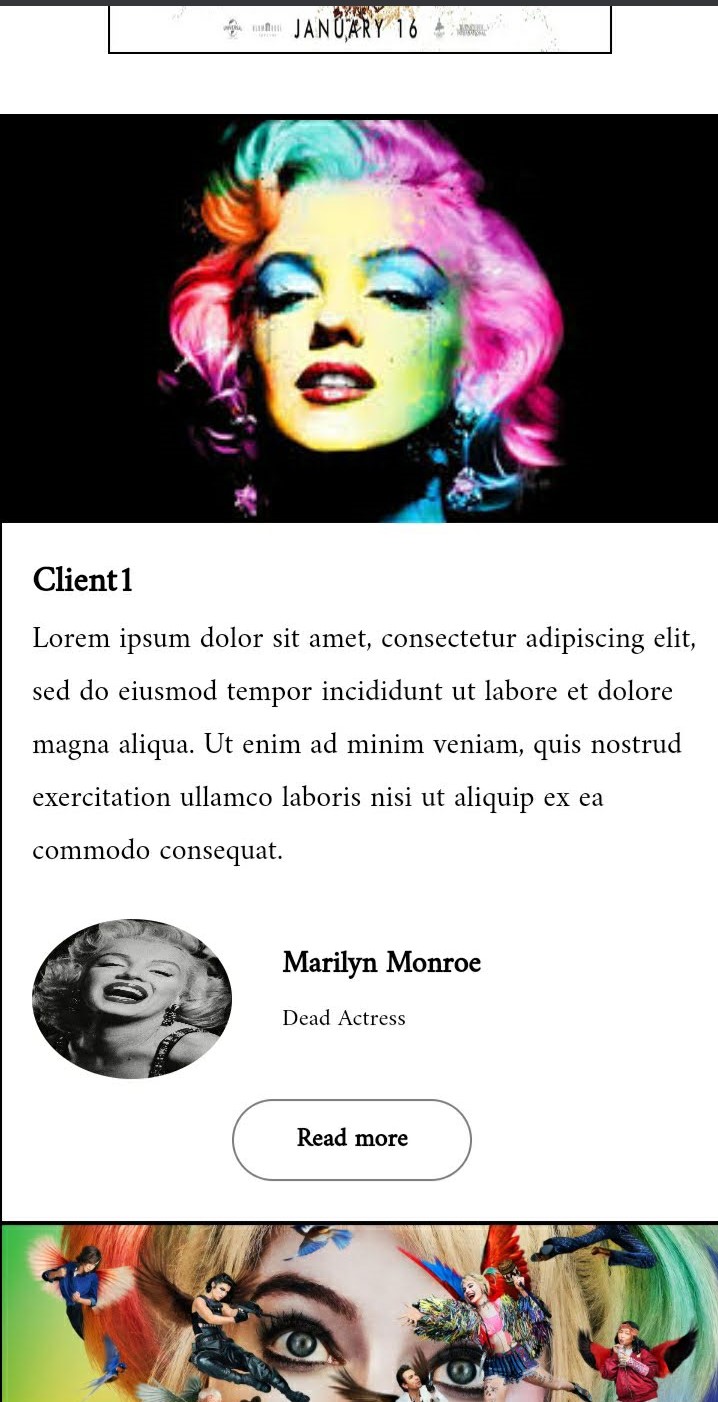 JANUARY 16
Client1
Lorem ipsum dolor sit amet, consectetur adipiscing elit,
sed do eiusmod tempor incididunt ut labore et dolore
magna aliqua. Ut enim ad minim veniam, quis nostrud
exercitation ullamco laboris nisi ut aliquip ex ea
commodo consequat.
Marilyn Monroe
Dead Actress
Read more